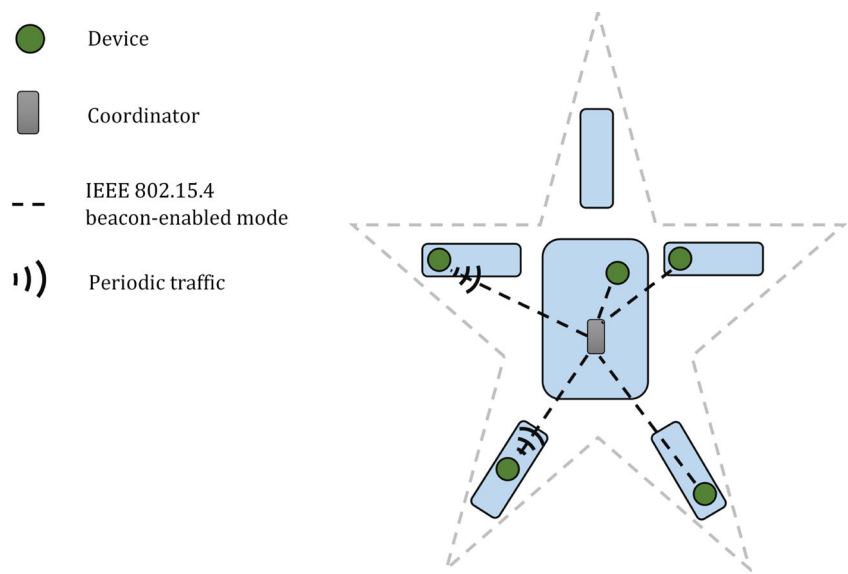 Device
Coordinator
IEEE 802.15.4
beacon-enabled mode
Periodic traffic